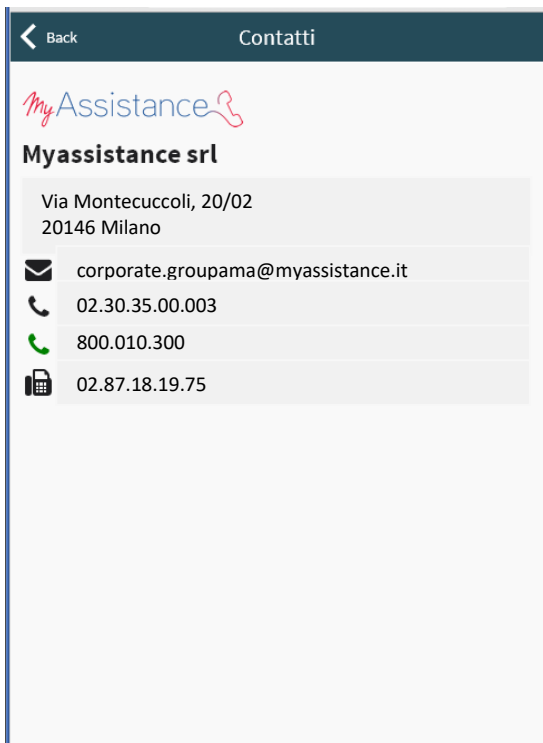 Back
Contatti
MyAssistance
Myassistance srl
Via Montecuccoli, 20/02
20146 Milano
corporate.groupama@myassistance.it
02.30.35.00.003
800.010.300
02.87.18.19.75